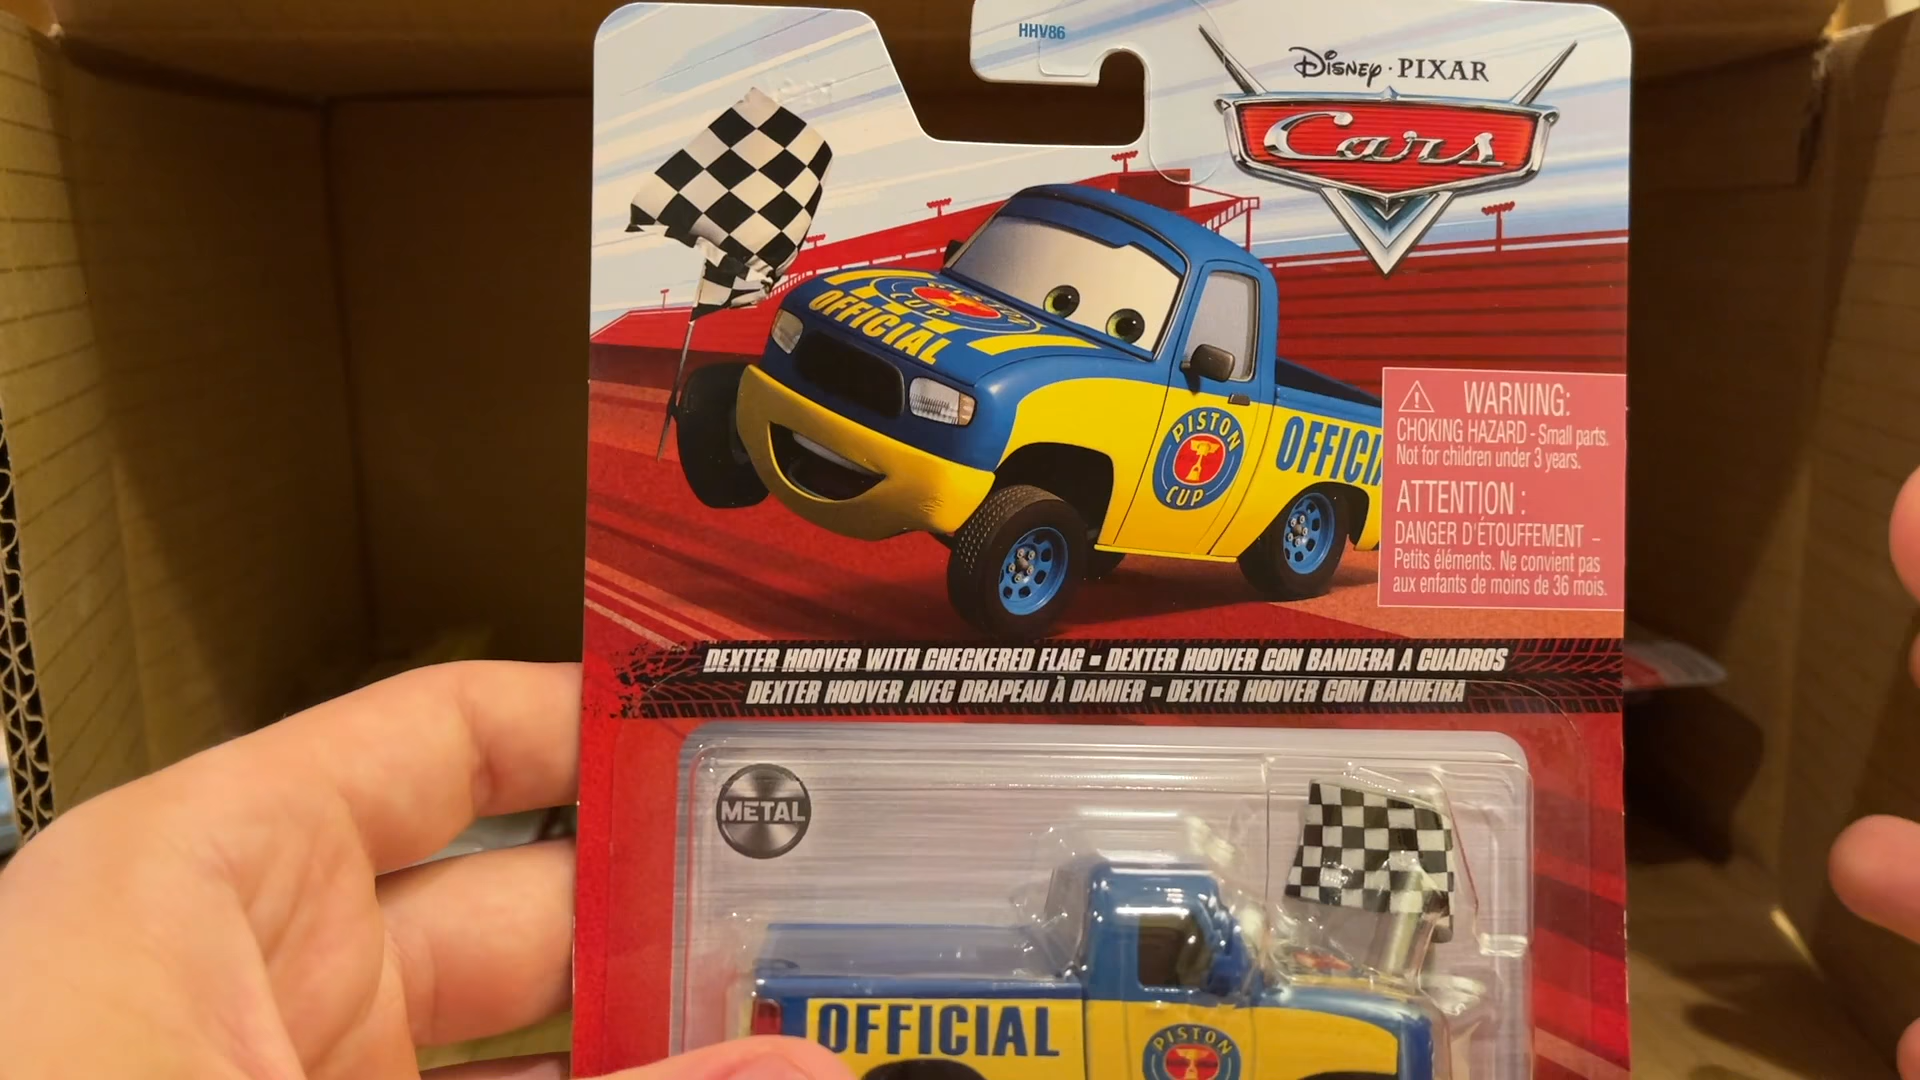 HHV86
DISNEY · PIXAR
Cars
PISTON CUP
OFFICIAL
PISTON
CUP
OFFICI
WARNING:
CHOKING HAZARD - Small parts.
Not for children under 3 years.
ATTENTION :
DANGER D'ÉTOUFFEMENT –
Petits éléments. Ne convient pas
aux enfants de moins de 36 mois.
DEXTER HOOVER WITH CHECKERED FLAG - DEXTER HOOVER CON BANDERA A CUADROS
DEXTER HOOVER AVEC DRAPEAU À DAMIER - DEXTER HOOVER COM BANDEIRA
METAL
OFFICIAL
PISTON